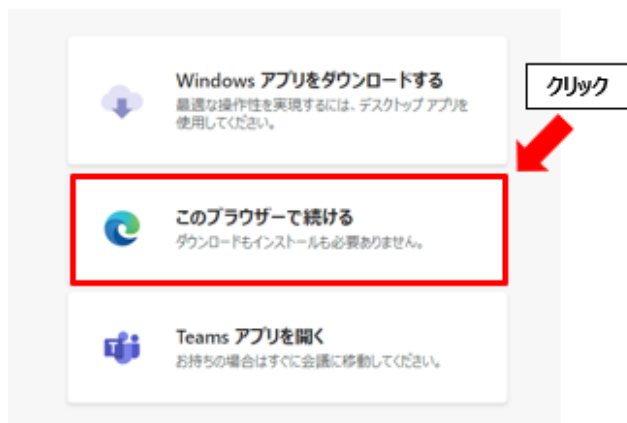 Windows アプリをダウンロードする
最適な操作性を実現するには、デスクトップ アプリを
使用してください。
クリック
このブラウザーで続ける
ダウンロードもインストールも必要ありません。
Teams アプリを開く
お持ちの場合はすぐに会議に移動してください。